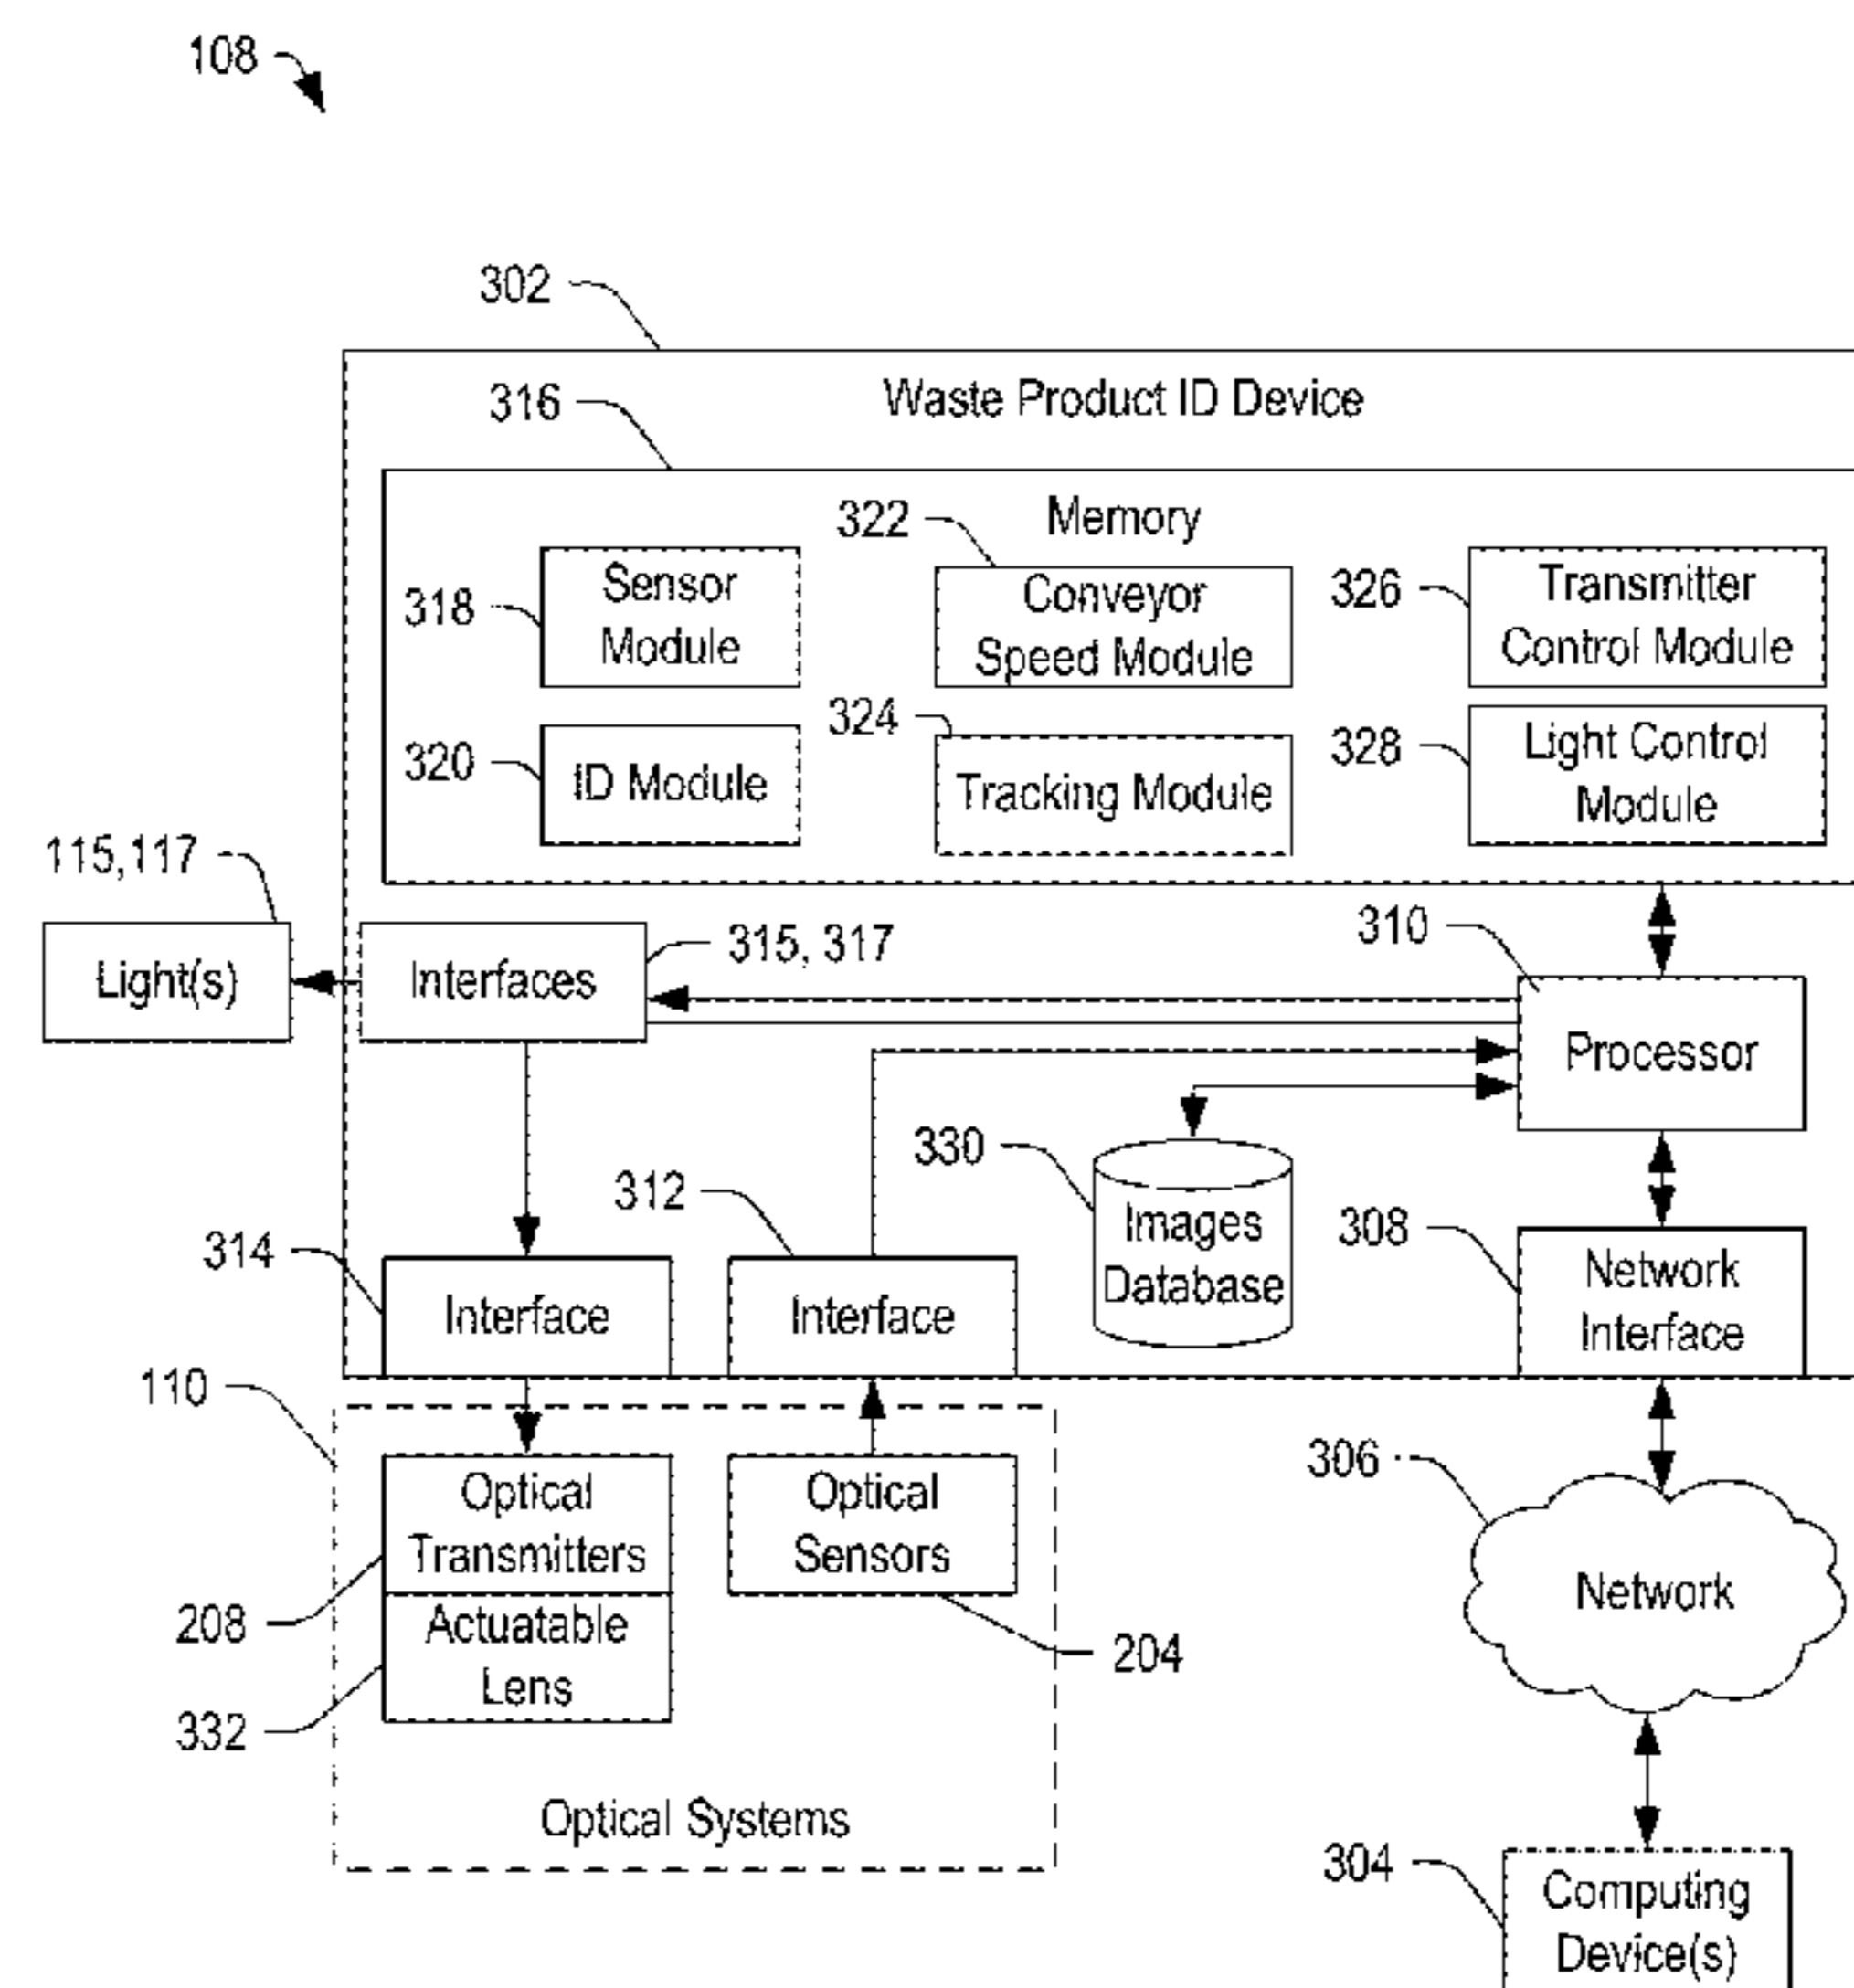 108
302
Waste Product ID Device
316
Memory
322
318
Sensor
Module
Conveyor
Speed Module
326
Transmitter
Control Module
324
320
ID Module
Tracking Module
328
Light Control
Module
115,117
Light(s)
Interfaces
315, 317
310
Processor
330
Images
Database
312
314
Interface
Interface
308
Network
Interface
110
Optical
Transmitters
Optical
Sensors
306
Network
208
Actuatable
Lens
204
332
Optical Systems
304
Computing
Device(s)